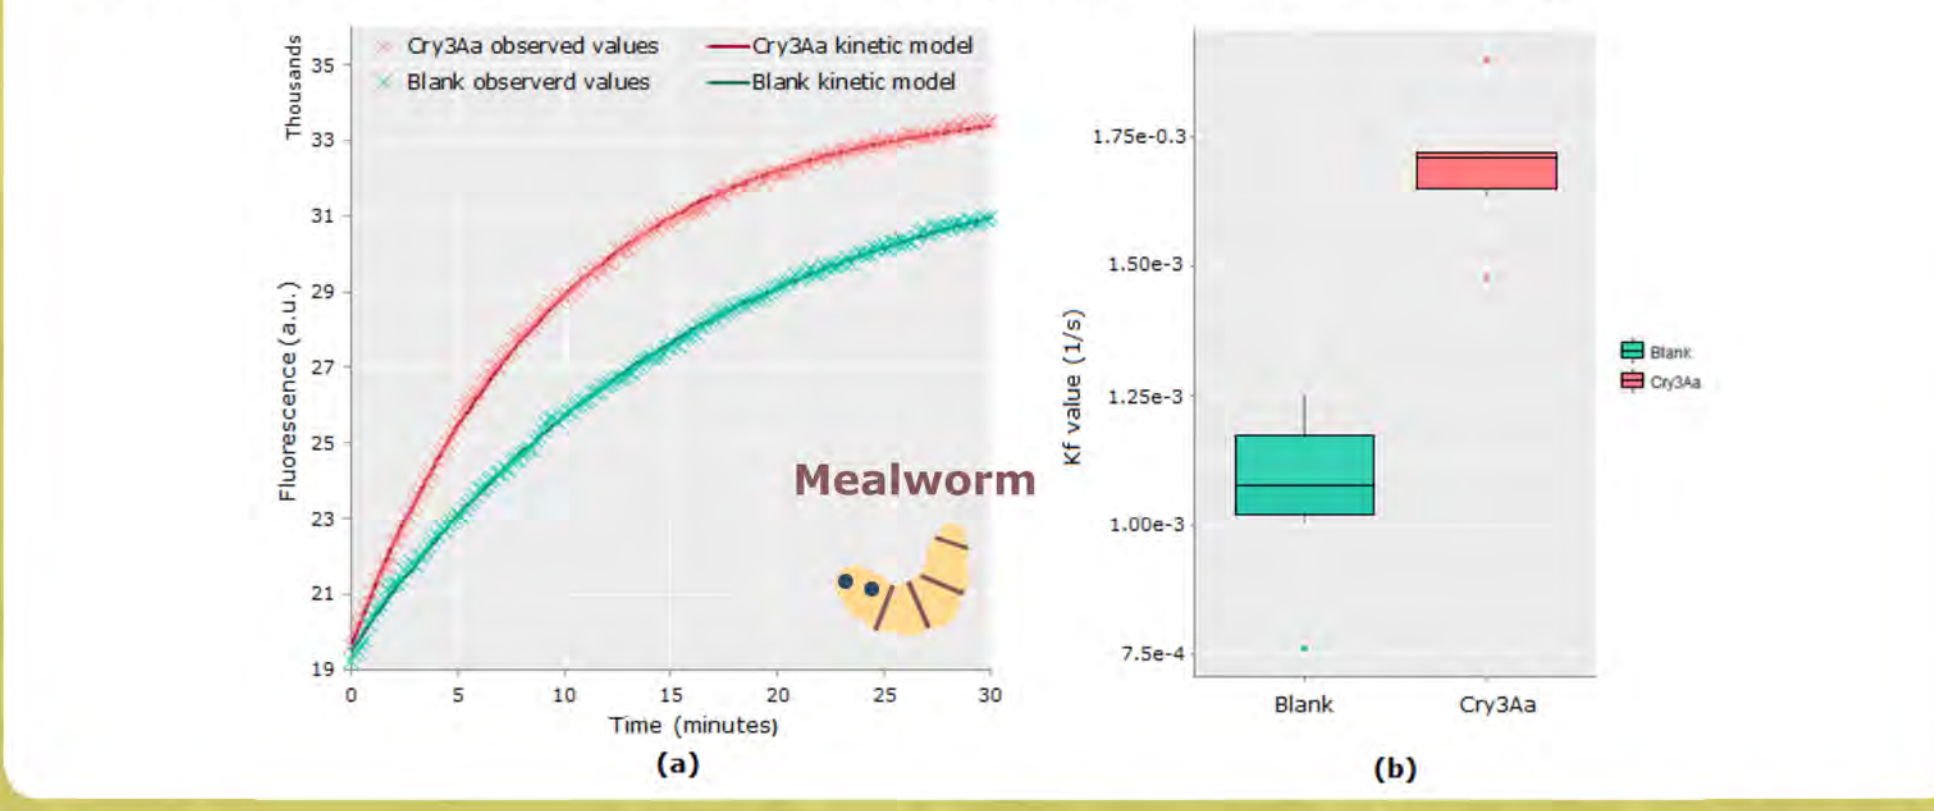 Thousands
Cry3Aa observed values
Cry3Aa kinetic model
Blank observerd values
Blank kinetic model
35
33
31
29
27
25
23
21
19
Fluorescence (a.u.)
0 5 10 15 20 25 30
Time (minutes)
Mealworm
(a)
1.75e-0.3
1.50e-3
1.25e-3
1.00e-3
7.5e-4
Kf value (1/s)
Blank Cry3Aa
Blank
Cry3Aa
(b)